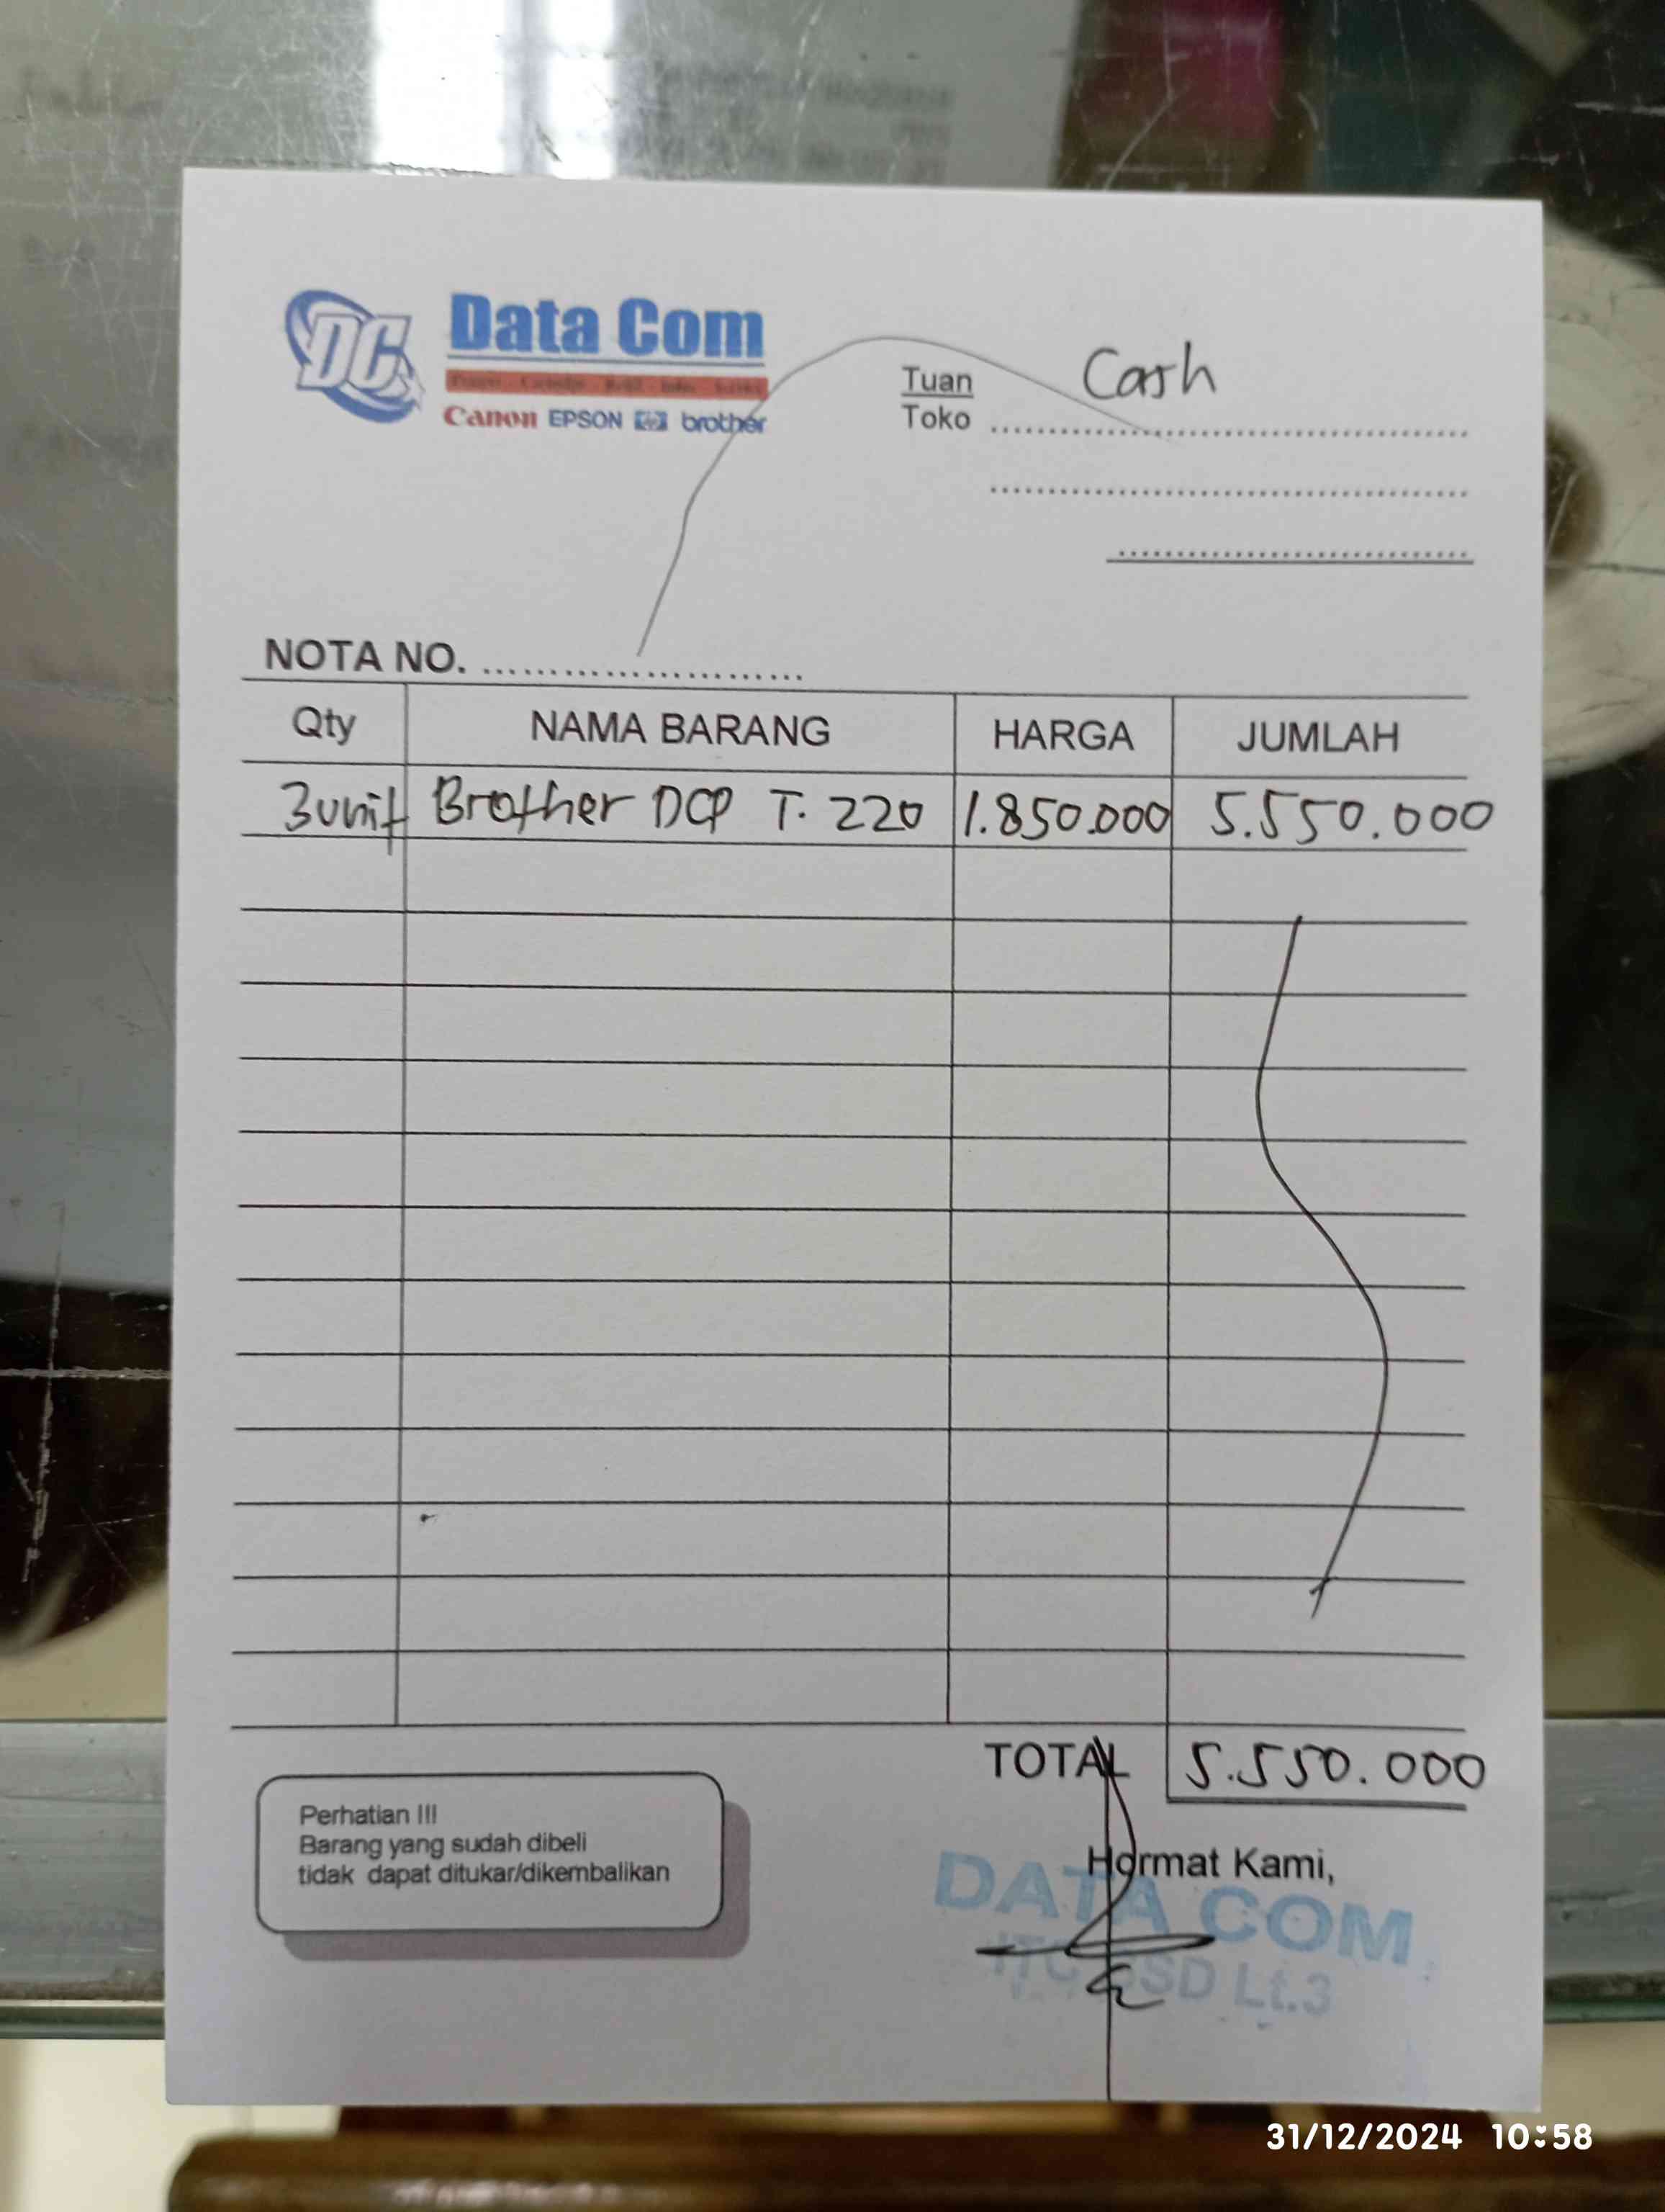 DC Data Com
Canon EPSON hp brother
Tuan Cash
Toko
NOTA NO.
Qty NAMA BARANG HARGA JUMLAH
3unit Brother DCP T. 220 1.850.000 5.550.000
TOTAL 5.550.000
Perhatian !!!
Barang yang sudah dibeli
tidak dapat ditukar/dikembalikan
Hormat Kami,
DATA COM
ITC BSD Lt.3
31/12/2024 10:58